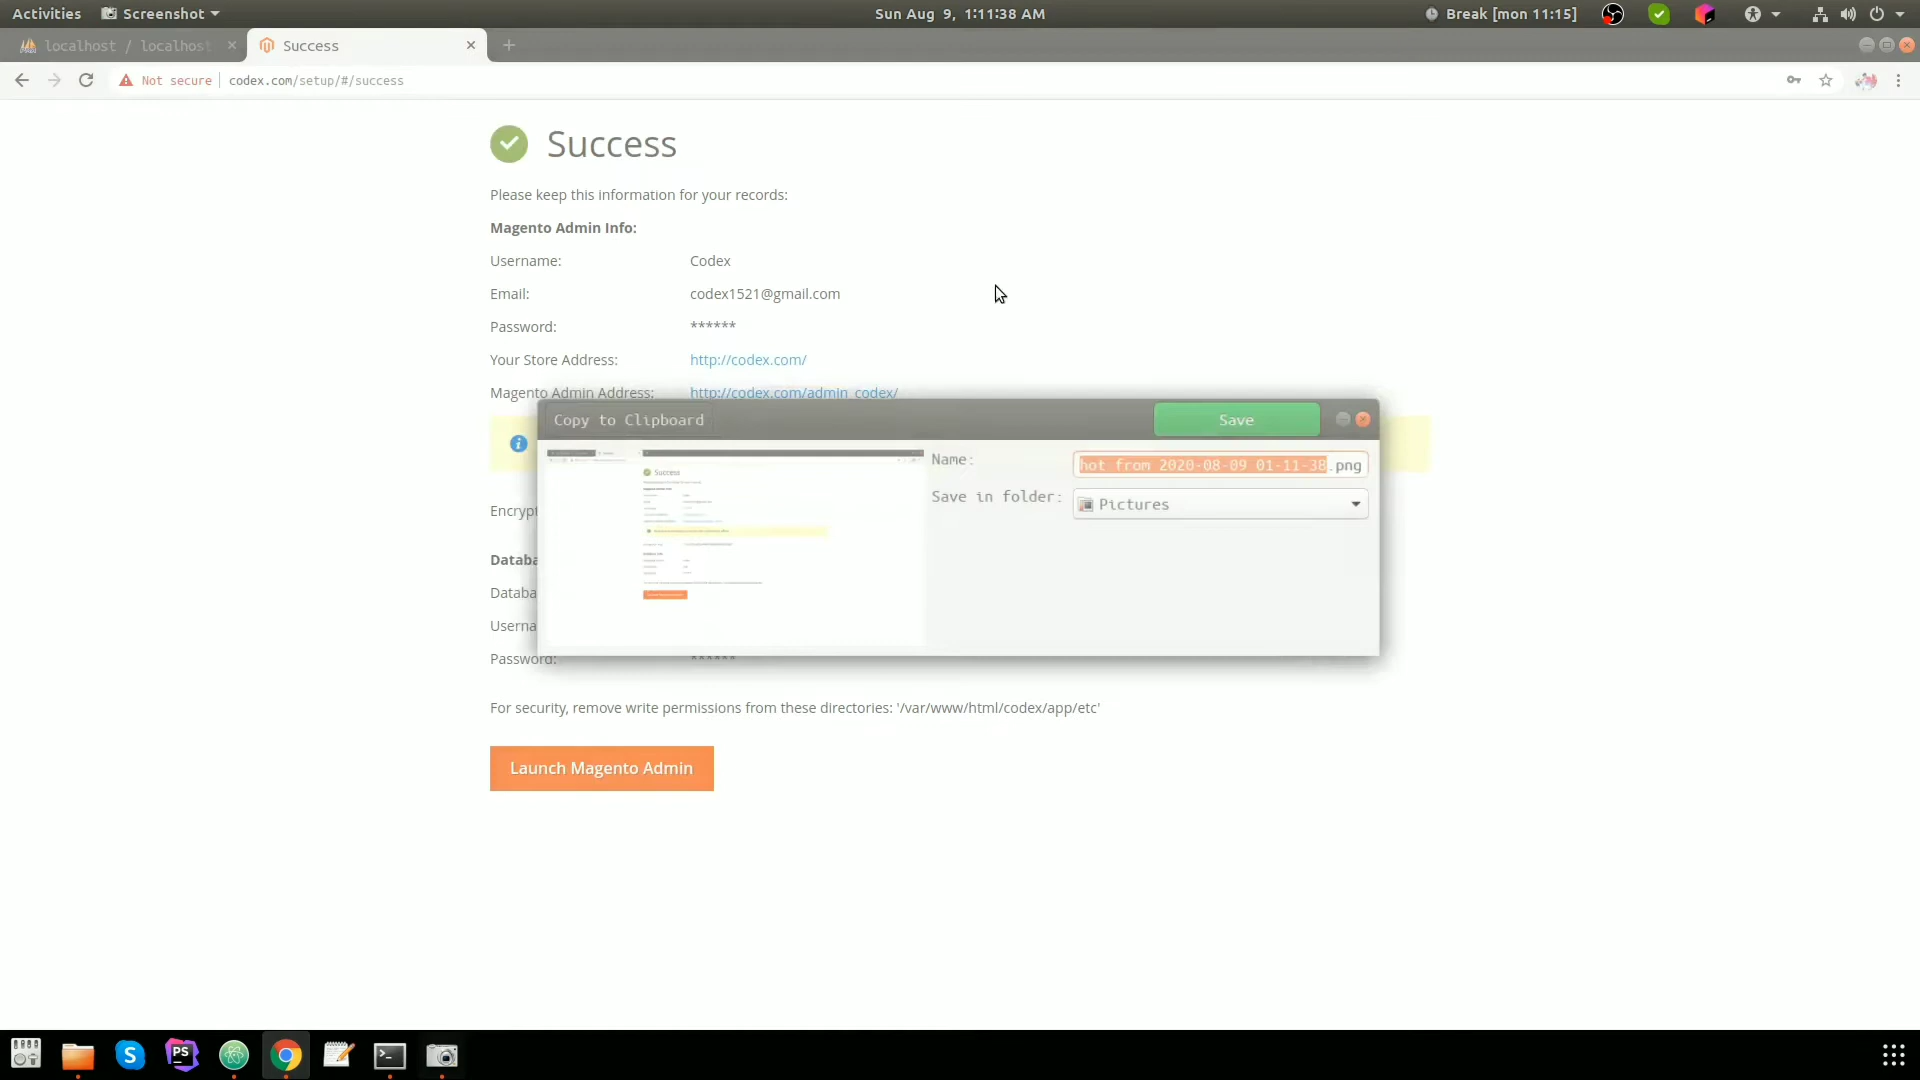 Activities
Screenshot
Sun Aug 9, 1:11:38 AM
Break [mon 11:15]
localhost / localhost
Success
Not secure
codex.com/setup/#/success
Success
Please keep this information for your records:
Magento Admin Info:
Username: Codex
Email: codex1521@gmail.com
Password: ******
Your Store Address: http://codex.com/
Magento Admin Address: http://codex.com/admin_codex/
Copy to Clipboard
Save
Name: hot from 2020-08-09 01-11-38.png
Save in folder: Pictures
Success
Encrypt
Databa
Databa
Userna
Password: ******
For security, remove write permissions from these directories: '/var/www/html/codex/app/etc'
Launch Magento Admin
S
PS